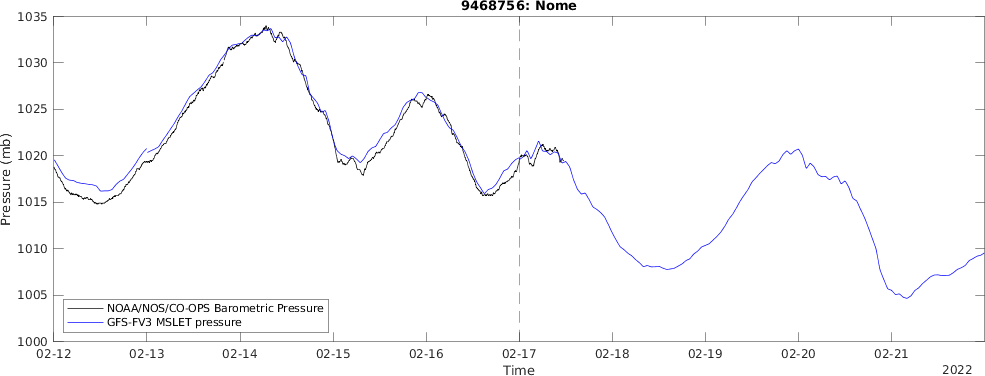 9468756: Nome
1035
1030
1025
1020
1015
1010
1005
1000
Pressure (mb)
NOAA/NOS/CO-OPS Barometric Pressure
GFS-FV3 MSLET pressure
02-12 02-13 02-14 02-15 02-16 02-17 02-18 02-19 02-20 02-21
Time
2022